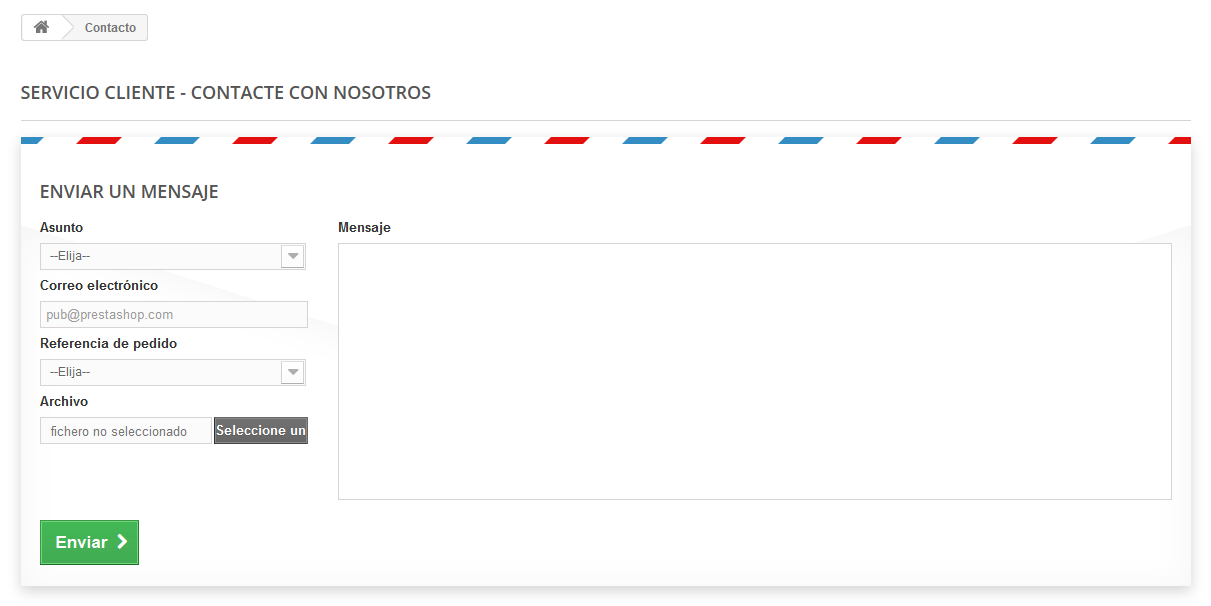 Contacto
SERVICIO CLIENTE - CONTACTE CON NOSOTROS
ENVIAR UN MENSAJE
Asunto
--Elija--
Correo electrónico
pub@prestashop.com
Referencia de pedido
--Elija--
Archivo
fichero no seleccionado
Seleccione un
Mensaje
Enviar